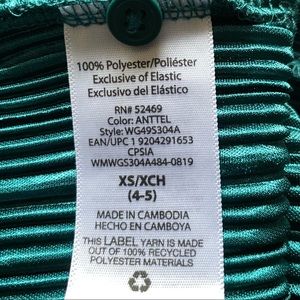 100% Polyester/Poliéster
Exclusive of Elastic
Exclusivo del Elástico
RN# 52469
Color: ANTTEL
Style: WG49S304A
EAN/UPC 1 9204291653
CPSIA
WMWGS304A484-0819
XS/XCH
(4-5)
MADE IN CAMBODIA
HECHO EN CAMBOYA
THIS LABEL YARN IS MADE
OUT OF 100% RECYCLED
POLYESTER MATERIALS